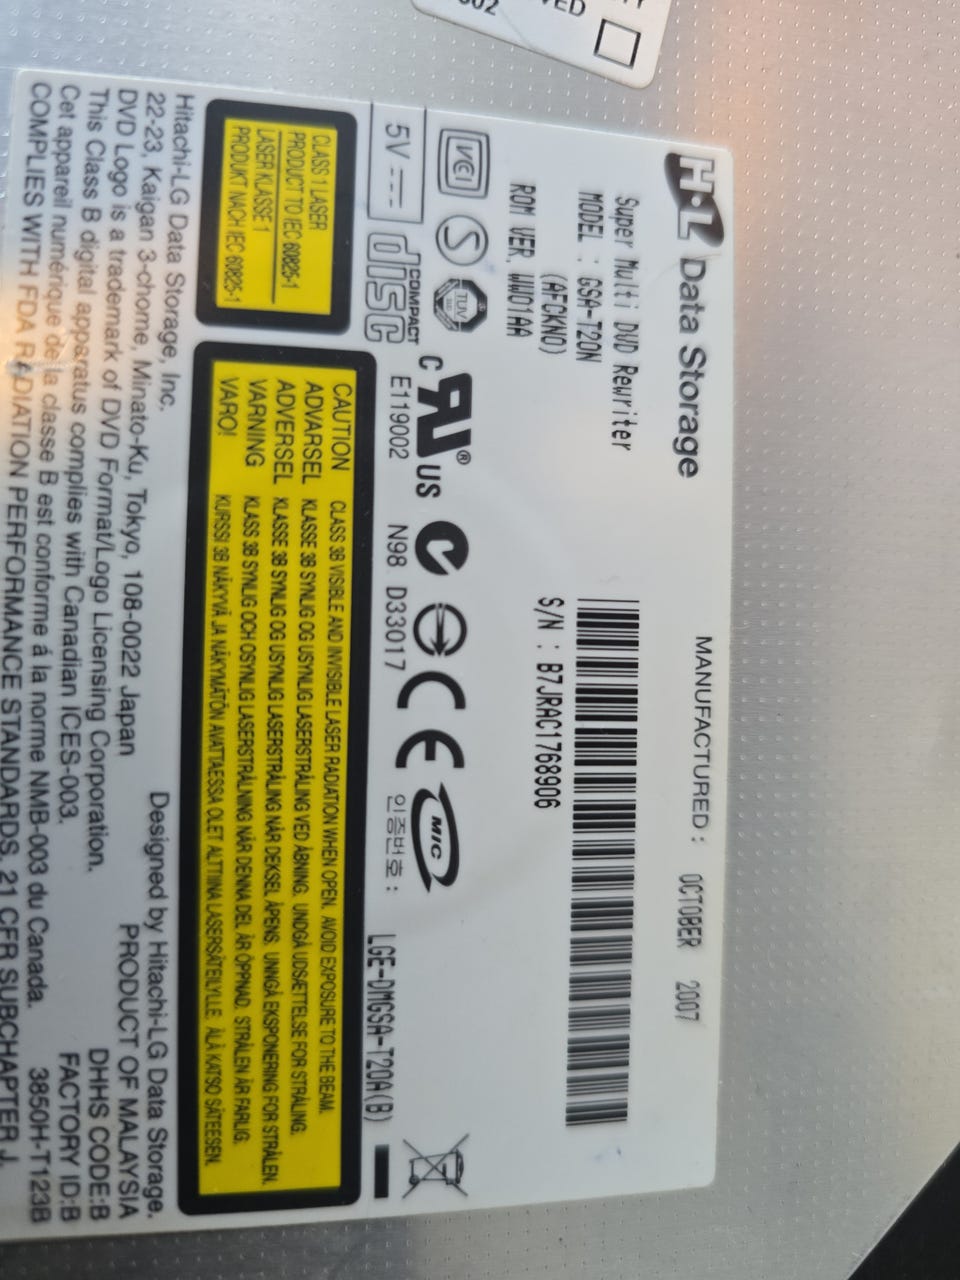 H·L Data Storage
MANUFACTURED : OCTOBER 2007
Super Multi DVD Rewriter
MODEL : GSA-T20N
(AFCKN0)
ROM VER. WW01AA
S/N : B7JRAC1768906
VCI S TUV
C UR ® US
CE MIC
5V
COMPACT
disc
E119002 N98 D33017 인증번호 : LGE-DMGSA-T20A(B)
CLASS 1 LASER
PRODUCT TO IEC 60825-1
LASER KLASSE 1
PRODUKT NACH IEC 60825-1
CAUTION CLASS 3B VISIBLE AND INVISIBLE LASER RADIATION WHEN OPEN. AVOID EXPOSURE TO THE BEAM.
ADVARSEL KLASSE 3B SYNLIG OG USYNLIG LASERSTRÅLING VED ÅBNING. UNDGÅ UDSÆTTELSE FOR STRÅLING.
ADVERSEL KLASSE 3B SYNLIG OG USYNLIG LASERSTRÅLING NÅR DEKSEL ÅPENS. UNNGÅ EKSPONERING FOR STRÅLEN.
VARNING KLASS 3B SYNLIG OCH OSYNLIG LASERSTRÅLNING NÄR DENNA DEL ÄR ÖPPNAD. STRÅLEN ÄR FARLIG.
VARO! KURSSI 3B NÄKYVÄ JA NÄKYMÄTÖN AVATTAESSA OLET ALTTIINA LASERSÄTEILYLLE. ÄLÄ KATSO SÄTEESEN.
Hitachi-LG Data Storage, Inc. Designed by Hitachi-LG Data Storage.
22-23, Kaigan 3-chome, Minato-Ku, Tokyo, 108-0022 Japan PRODUCT OF MALAYSIA
DVD Logo is a trademark of DVD Format/Logo Licensing Corporation. DHHS CODE:B
This Class B digital apparatus complies with Canadian ICES-003. FACTORY ID:B
Cet appareil numérique de la classe B est conforme á la norme NMB-003 du Canada. 3850H-T123B
COMPLIES WITH FDA RADIATION PERFORMANCE STANDARDS, 21 CFR SUBCHAPTER J.